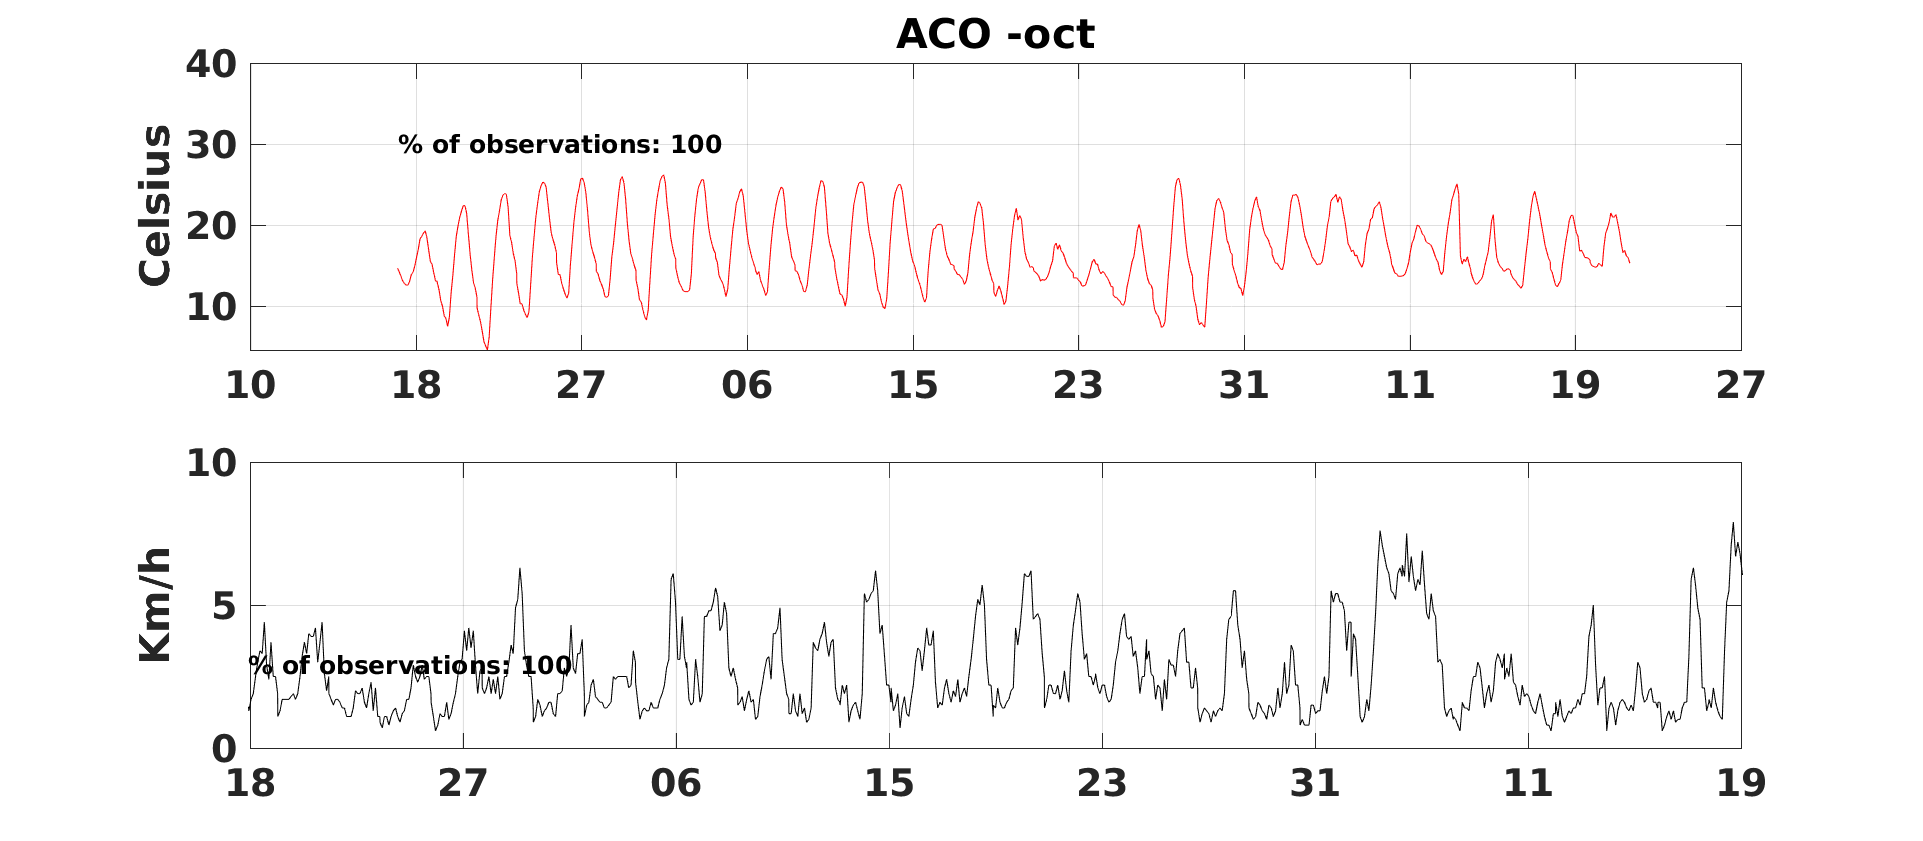 ACO -oct
Celsius
40
30
20
10
% of observations: 100
10 18 27 06 15 23 31 11 19 27
Km/h
10
5
0
% of observations: 100
18 27 06 15 23 31 11 19